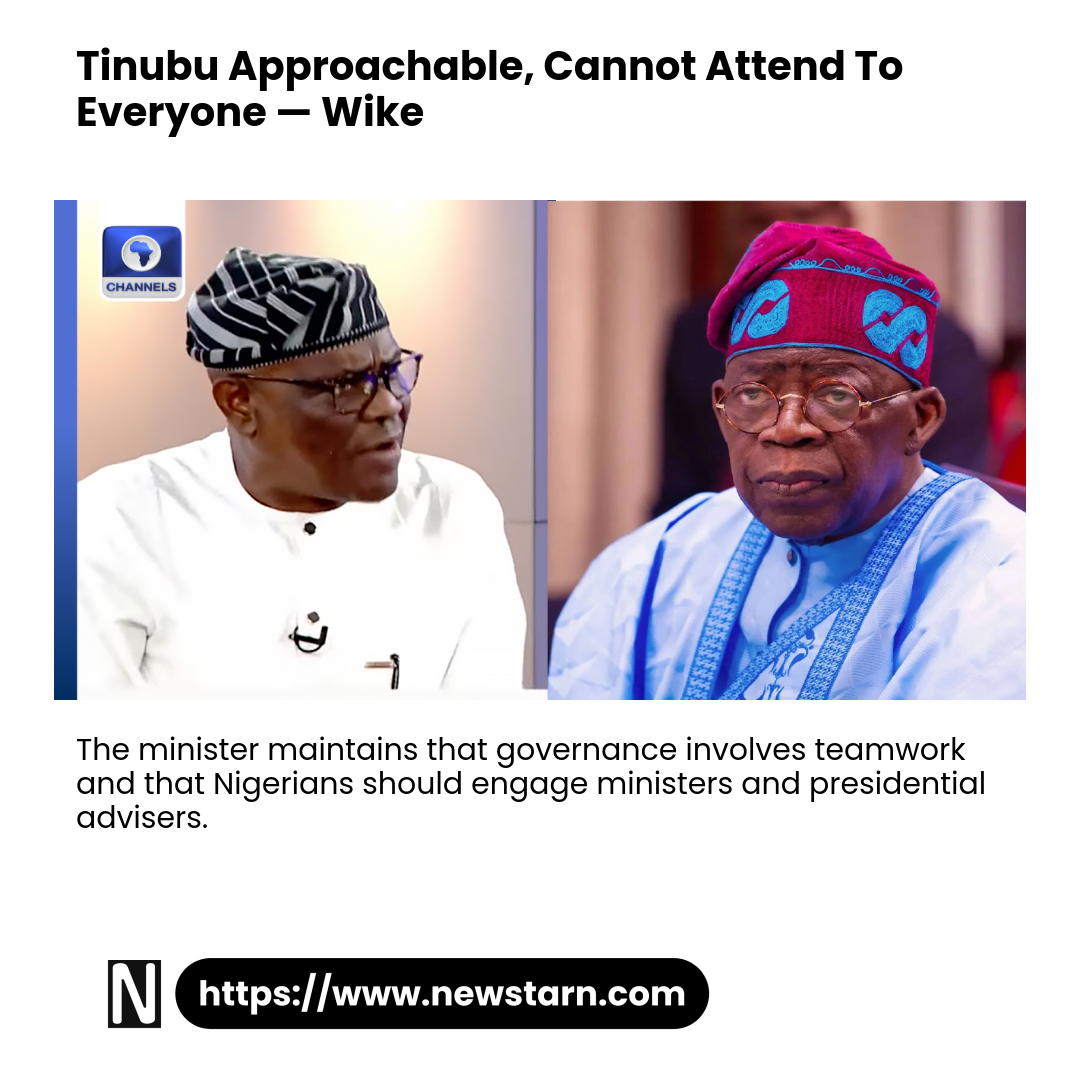 Tinubu Approachable, Cannot Attend To
Everyone — Wike
CHANNELS
The minister maintains that governance involves teamwork
and that Nigerians should engage ministers and presidential
advisers.
N
https://www.newstarn.com